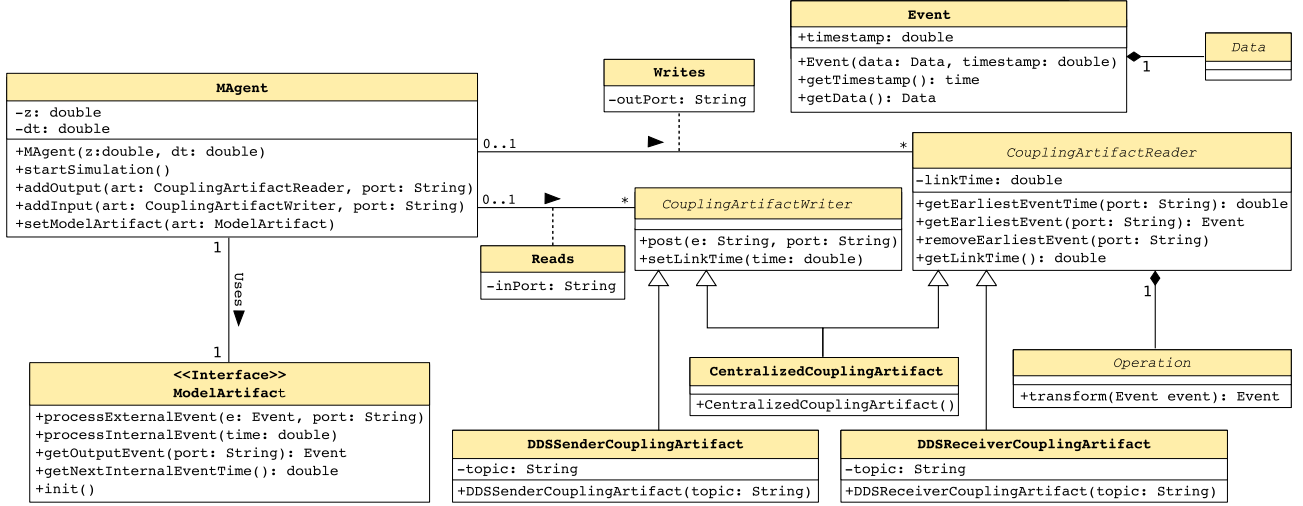 Event
+timestamp: double
+Event(data: Data, timestamp: double)
+getTimestamp(): time
+getData(): Data
1
Data
MAgent
-z: double
-dt: double
+MAgent(z:double, dt: double)
+startSimulation()
+addOutput(art: CouplingArtifactReader, port: String)
+addInput(art: CouplingArtifactWriter, port: String)
+setModelArtifact(art: ModelArtifact)
Writes
-outPort: String
0..1
*
0..1
*
Reads
-inPort: String
CouplingArtifactWriter
+post(e: String, port: String)
+setLinkTime(time: double)
CouplingArtifactReader
-linkTime: double
+getEarliestEventTime(port: String): double
+getEarliestEvent(port: String): Event
+removeEarliestEvent(port: String)
+getLinkTime(): double
1
Uses
1
1
<<Interface>>
ModelArtifact
+processExternalEvent(e: Event, port: String)
+processInternalEvent(time: double)
+getOutputEvent(port: String): Event
+getNextInternalEventTime(): double
+init()
CentralizedCouplingArtifact
+CentralizedCouplingArtifact()
Operation
+transform(Event event): Event
DDSSenderCouplingArtifact
-topic: String
+DDSSenderCouplingArtifact(topic: String)
DDSReceiverCouplingArtifact
-topic: String
+DDSReceiverCouplingArtifact(topic: String)